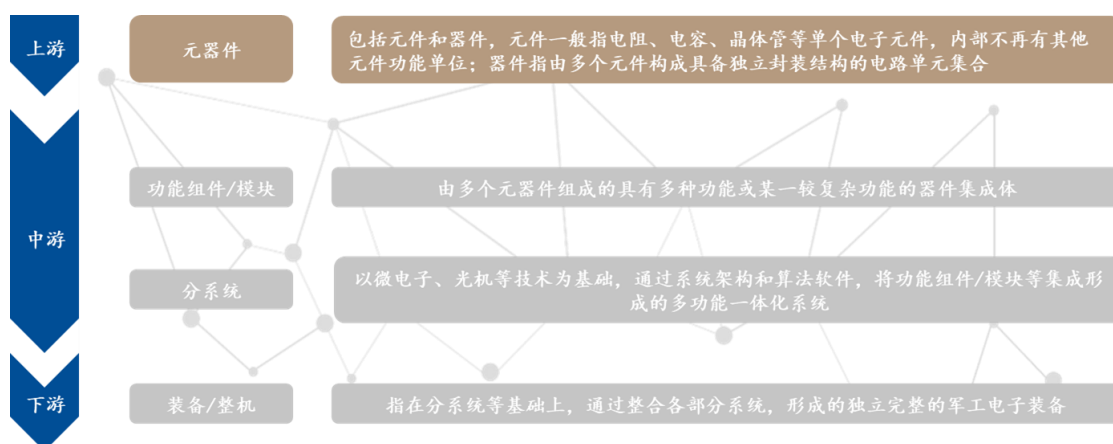 上游
元器件
包括元件和器件，元件一般指电阻、电容、晶体管等单个电子元件，内部不再有其他
元件功能单位；器件指由多个元件构成具备独立封装结构的电路单元集合
中游
功能组件/模块
由多个元器件组成的具有多种功能或某一较复杂功能的器件集成体
分系统
以微电子、光机等技术为基础，通过系统架构和算法软件，将功能组件/模块等集成形
成的多功能一体化系统
下游
装备/整机
指在分系统等基础上，通过整合各部分系统，形成的独立完整的军工电子装备